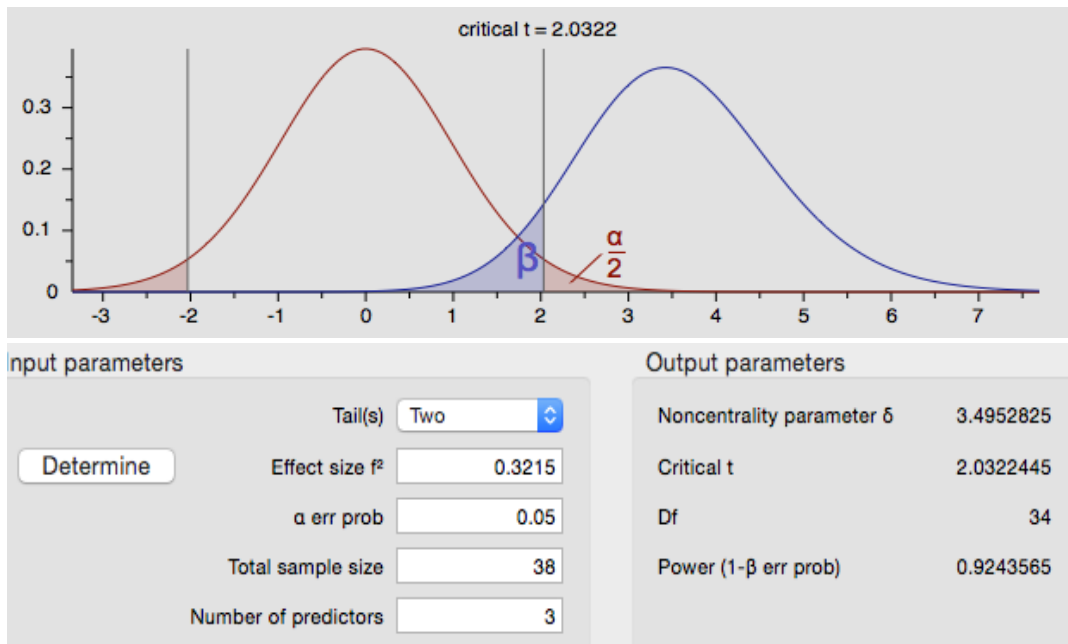 critical t = 2.0322
0.3
0.2
0.1
0
β
α
2
-3 -2 -1 0 1 2 3 4 5 6 7
Input parameters
Tail(s) Two
Determine Effect size f² 0.3215
α err prob 0.05
Total sample size 38
Number of predictors 3
Output parameters
Noncentrality parameter δ 3.4952825
Critical t 2.0322445
Df 34
Power (1-β err prob) 0.9243565